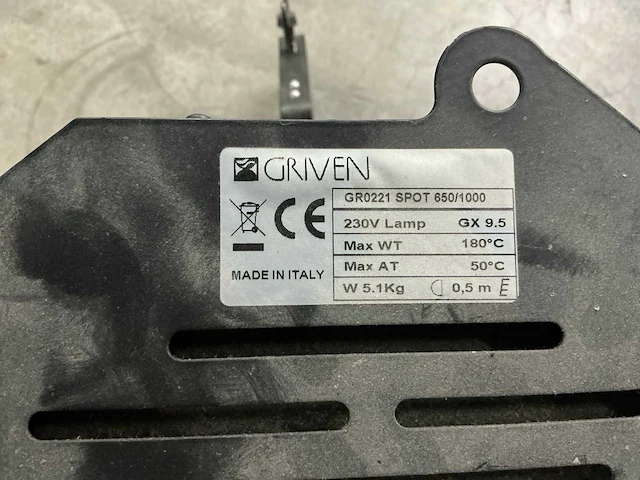 GRIVEN
GR0221 SPOT 650/1000
230V Lamp GX 9.5
Max WT 180°C
Max AT 50°C
W 5.1Kg 0,5 m E
CE
MADE IN ITALY